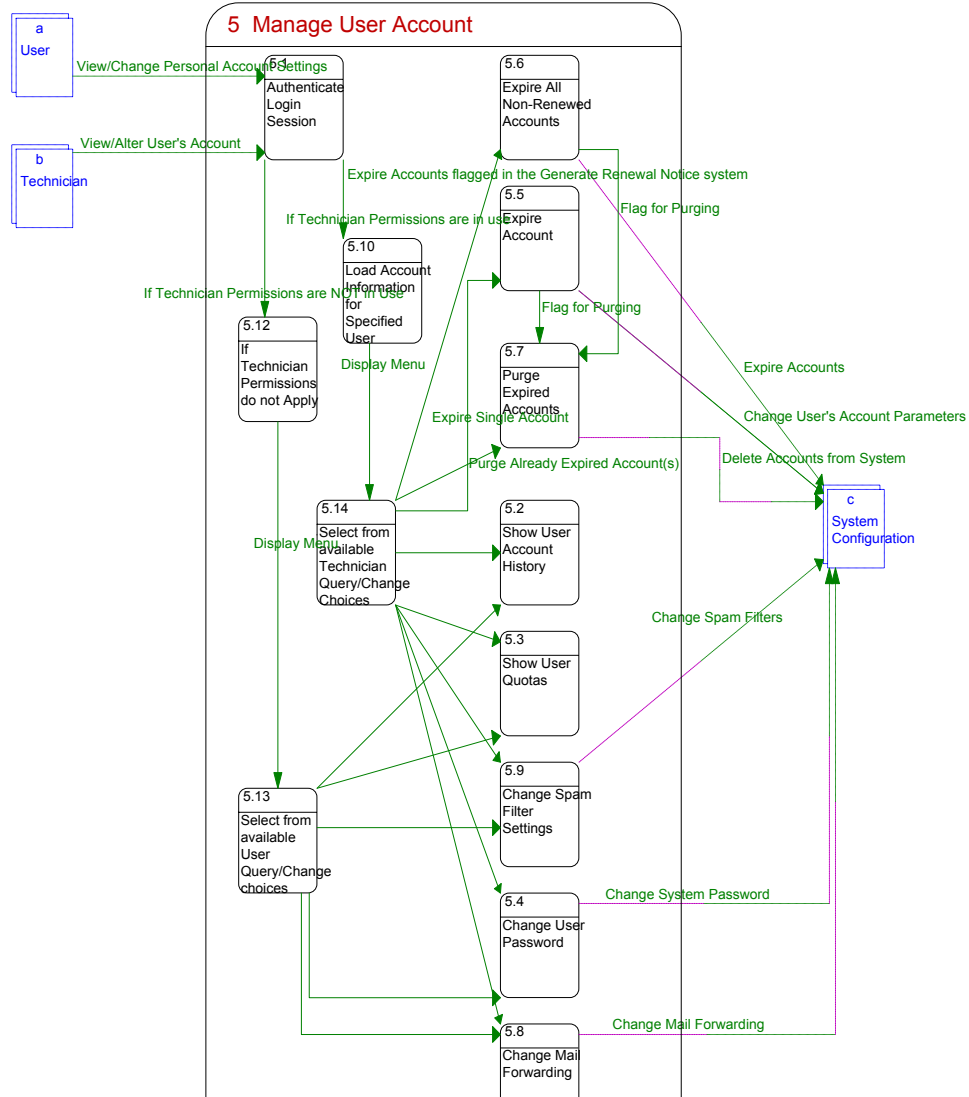 5 Manage User Account
a
User
View/Change Personal Account Settings
b
Technician
View/Alter User's Account
5.1
Authenticate
Login
Session
5.6
Expire All
Non-Renewed
Accounts
Expire Accounts flagged in the Generate Renewal Notice system
Flag for Purging
If Technician Permissions are in use
5.5
Expire
Account
5.10
Load Account
Information
for
Specified
User
If Technician Permissions are NOT in Use
Flag for Purging
5.12
If
Technician
Permissions
do not Apply
Display Menu
5.7
Purge
Expired
Accounts
Expire Accounts
Expire Single Account
Change User's Account Parameters
Purge Already Expired Account(s)
Delete Accounts from System
c
System
Configuration
5.14
Select from
available
Technician
Query/Change
Choices
Display Menu
5.2
Show User
Account
History
Change Spam Filters
5.3
Show User
Quotas
5.9
Change Spam
Filter
Settings
5.13
Select from
available
User
Query/Change
choices
Change System Password
5.4
Change User
Password
Change Mail Forwarding
5.8
Change Mail
Forwarding